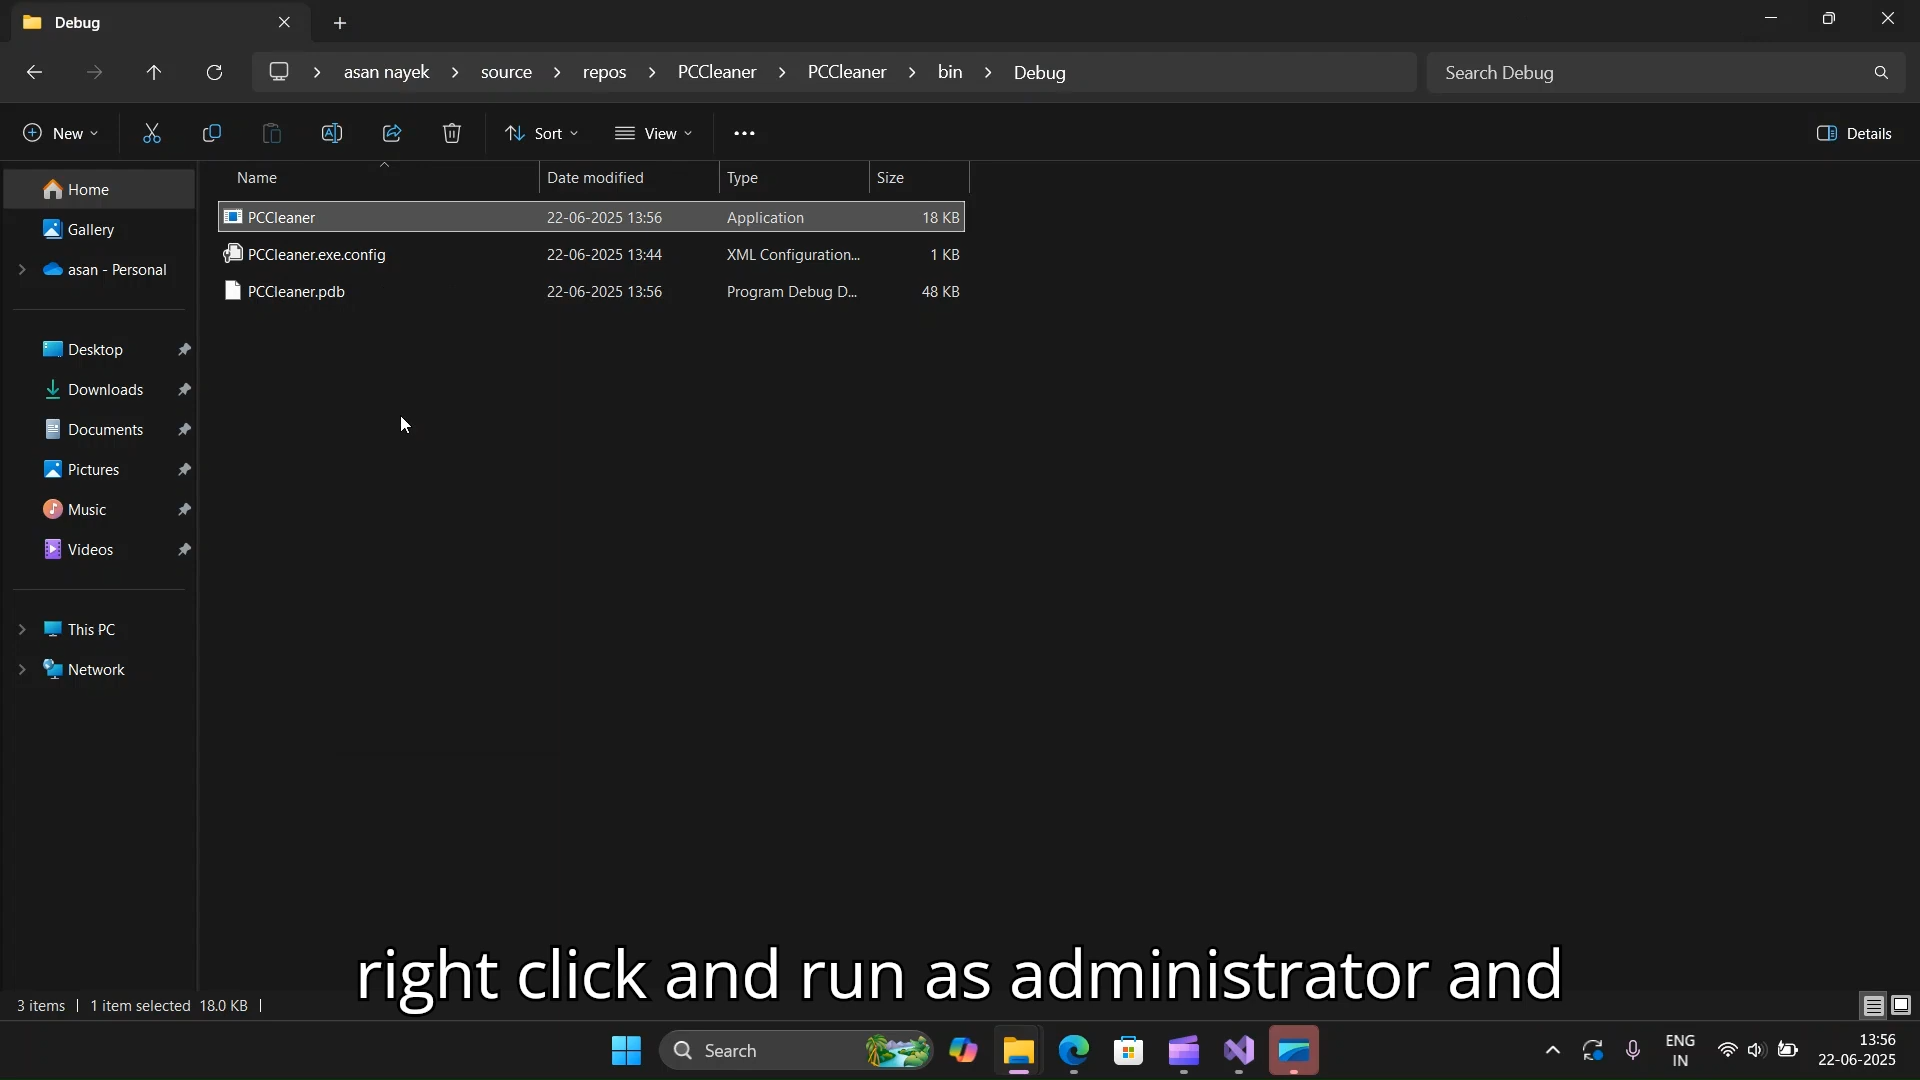 Debug
asan nayek > source > repos > PCCleaner > PCCleaner > bin > Debug
Search Debug
New
Sort
View
Details
Name Date modified Type Size
PCCleaner 22-06-2025 13:56 Application 18 KB
PCCleaner.exe.config 22-06-2025 13:44 XML Configuration... 1 KB
PCCleaner.pdb 22-06-2025 13:56 Program Debug D... 48 KB
Home
Gallery
asan - Personal
Desktop
Downloads
Documents
Pictures
Music
Videos
This PC
Network
right click and run as administrator and
3 items | 1 item selected 18.0 KB |
Search
ENG
IN
13:56
22-06-2025